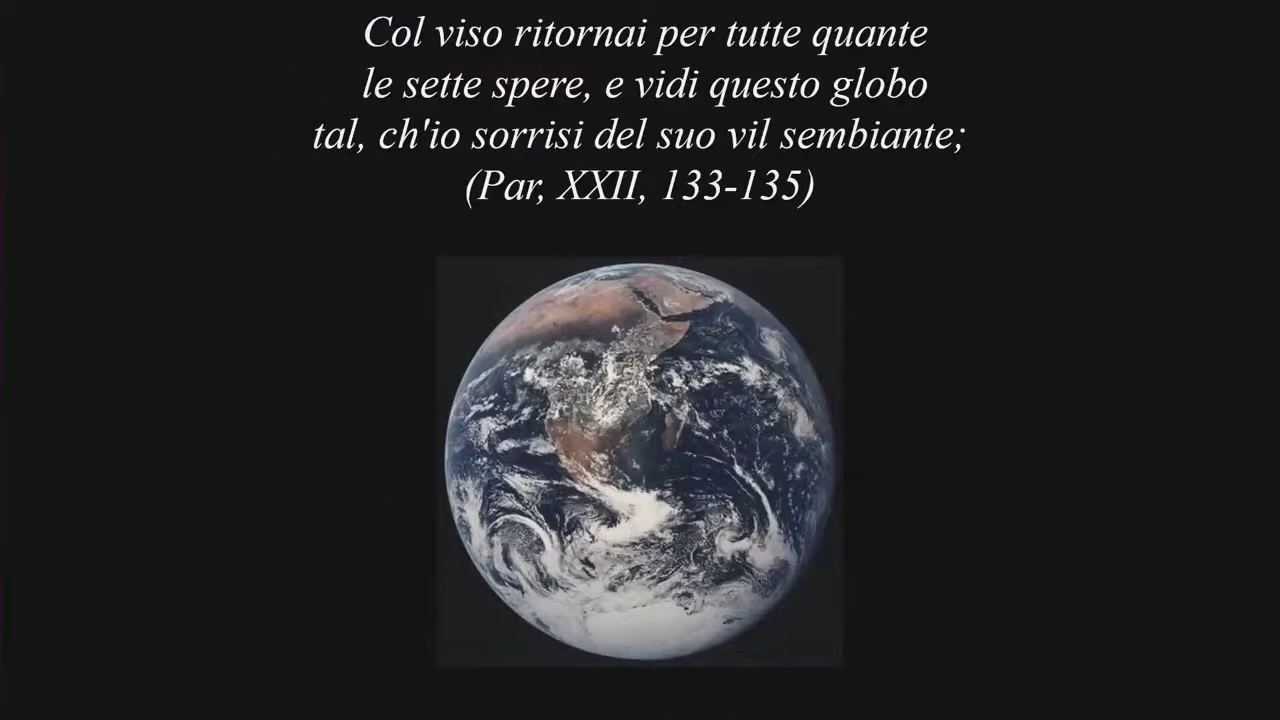 Col viso ritornai per tutte quante
le sette spere, e vidi questo globo
tal, ch'io sorrisi del suo vil sembiante;
(Par, XXII, 133-135)